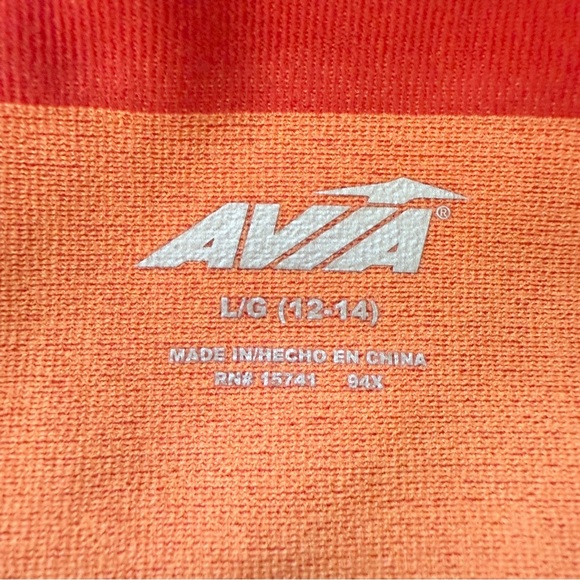 AVIA®
L/G (12-14)
MADE IN/HECHO EN CHINA
RN# 15741 94X